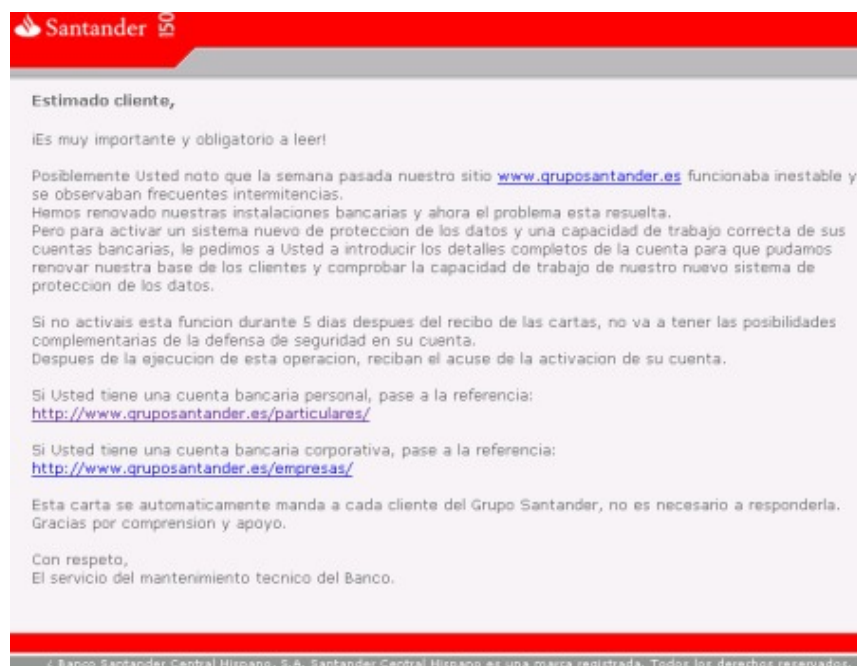 Santander 150
Estimado cliente,
¡Es muy importante y obligatorio a leer!
Posiblemente Usted noto que la semana pasada nuestro sitio www.gruposantander.es funcionaba inestable y
se observaban frecuentes intermitencias.
Hemos renovado nuestras instalaciones bancarias y ahora el problema esta resuelta.
Pero para activar un sistema nuevo de proteccion de los datos y una capacidad de trabajo correcta de sus
cuentas bancarias, le pedimos a Usted a introducir los detalles completos de la cuenta para que pudamos
renovar nuestra base de los clientes y comprobar la capacidad de trabajo de nuestro nuevo sistema de
proteccion de los datos.
Si no activais esta funcion durante 5 dias despues del recibo de las cartas, no va a tener las posibilidades
complementarias de la defensa de seguridad en su cuenta.
Despues de la ejecucion de esta operacion, reciban el acuse de la activacion de su cuenta.
Si Usted tiene una cuenta bancaria personal, pase a la referencia:
http://www.gruposantander.es/particulares/
Si Usted tiene una cuenta bancaria corporativa, pase a la referencia:
http://www.gruposantander.es/empresas/
Esta carta se automaticamente manda a cada cliente del Grupo Santander, no es necesario a responderla.
Gracias por comprension y apoyo.
Con respeto,
El servicio del mantenimiento tecnico del Banco.
Banco Santander Central Hispano, S.A. Santander Central Hispano es una marca registrada. Todos los derechos reservados